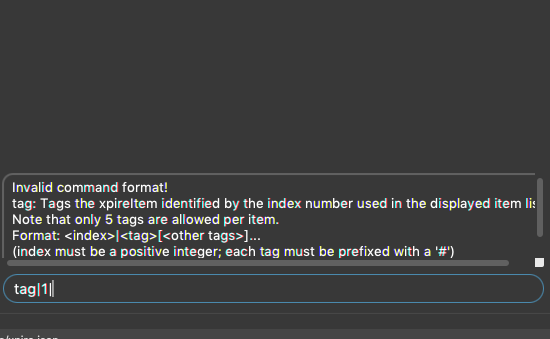 Invalid command format!
tag: Tags the xpireItem identified by the index number used in the displayed item lis
Note that only 5 tags are allowed per item.
Format: <index>|<tag>[<other tags>]...
(index must be a positive integer; each tag must be prefixed with a '#')
tag|1|